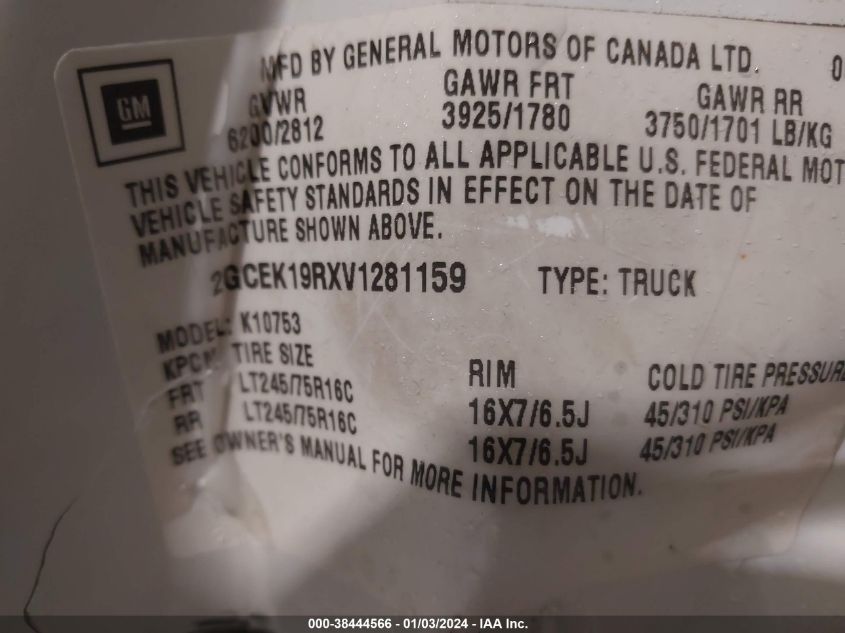 MFD BY GENERAL MOTORS OF CANADA LTD. 0
GM
GVWR GAWR FRT GAWR RR
6200/2812 3925/1780 3750/1701 LB/KG
THIS VEHICLE CONFORMS TO ALL APPLICABLE U.S. FEDERAL MOT
VEHICLE SAFETY STANDARDS IN EFFECT ON THE DATE OF
MANUFACTURE SHOWN ABOVE.
2GCEK19RXV1281159 TYPE: TRUCK
MODEL: K10753
KPCM TIRE SIZE RIM COLD TIRE PRESSURE
FRT LT245/75R16C 16X7/6.5J 45/310 PSI/KPA
RR LT245/75R16C 16X7/6.5J 45/310 PSI/KPA
SEE OWNER'S MANUAL FOR MORE INFORMATION.
000-38444566 - 01/03/2024 - IAA Inc.